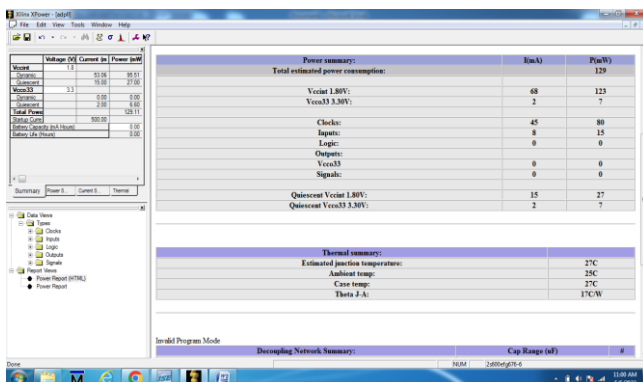 Xilinx XPower - [adpll]
File Edit View Tools Window Help
Voltage (V) Current (m Power (mW
Vccint 1.8
Dynamic 53.06 95.51
Quiescent 15.00 27.00
Vcco33 3.3
Dynamic 0.00 0.00
Quiescent 2.00 6.60
Total Power 129.11
Startup Curre 500.00
Battery Capacity (mA Hours) 0.00
Battery Life (Hours) 0.00
Summary Power S... Current S... Thermal
Data Views
Types
Clocks
Inputs
Logic
Outputs
Signals
Report Views
Power Report (HTML)
Power Report
Power summary: I(mA) P(mW)
Total estimated power consumption: 129
Vccint 1.80V: 68 123
Vcco33 3.30V: 2 7
Clocks: 45 80
Inputs: 8 15
Logic: 0 0
Outputs:
Vcco33 0 0
Signals: 0 0
Quiescent Vccint 1.80V: 15 27
Quiescent Vcco33 3.30V: 2 7
Thermal summary:
Estimated junction temperature: 27C
Ambient temp: 25C
Case temp: 27C
Theta J-A: 17C/W
Invalid Program Mode
Decoupling Network Summary: Cap Range (uF) #
Done NUM 2s600efg676-6
11:00 AM